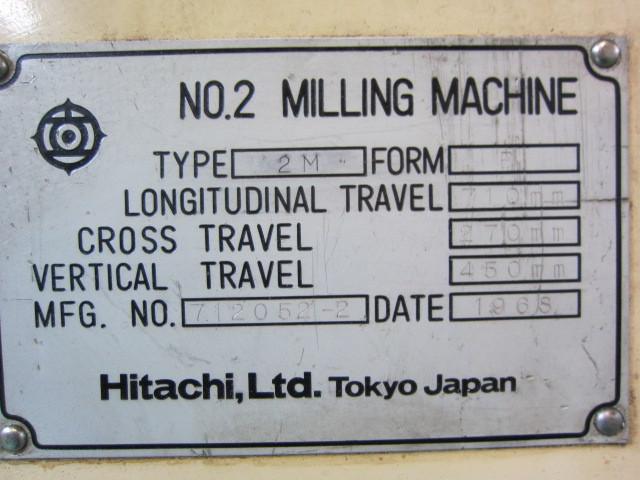 NO.2 MILLING MACHINE
TYPE 2M FORM
LONGITUDINAL TRAVEL 710mm
CROSS TRAVEL 270mm
VERTICAL TRAVEL 450mm
MFG. NO. 712052-2 DATE 1968
Hitachi, Ltd. Tokyo Japan